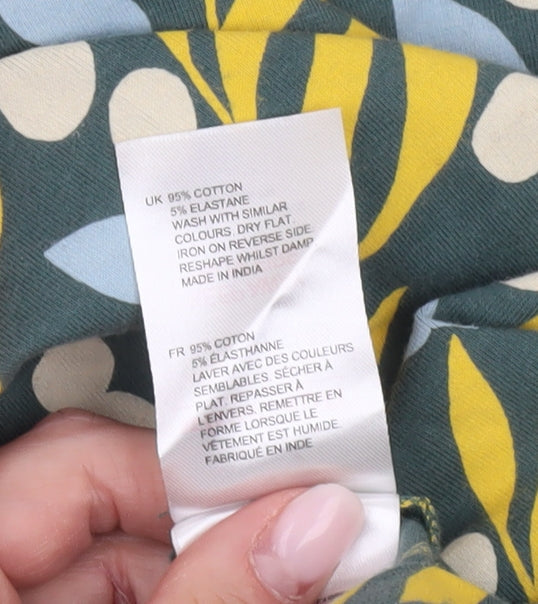 UK 95% COTTON
5% ELASTANE
WASH WITH SIMILAR
COLOURS. DRY FLAT.
IRON ON REVERSE SIDE.
RESHAPE WHILST DAMP
MADE IN INDIA
FR 95% COTON
5% ÉLASTHANNE
LAVER AVEC DES COULEURS
SEMBLABLES. SÉCHER À
PLAT. REPASSER À
L'ENVERS. REMETTRE EN
FORME LORSQUE LE
VÊTEMENT EST HUMIDE.
FABRIQUÉ EN INDE